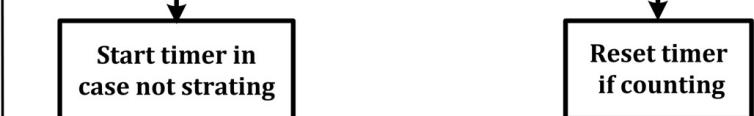 Start timer in
case not strating
Reset timer
if counting